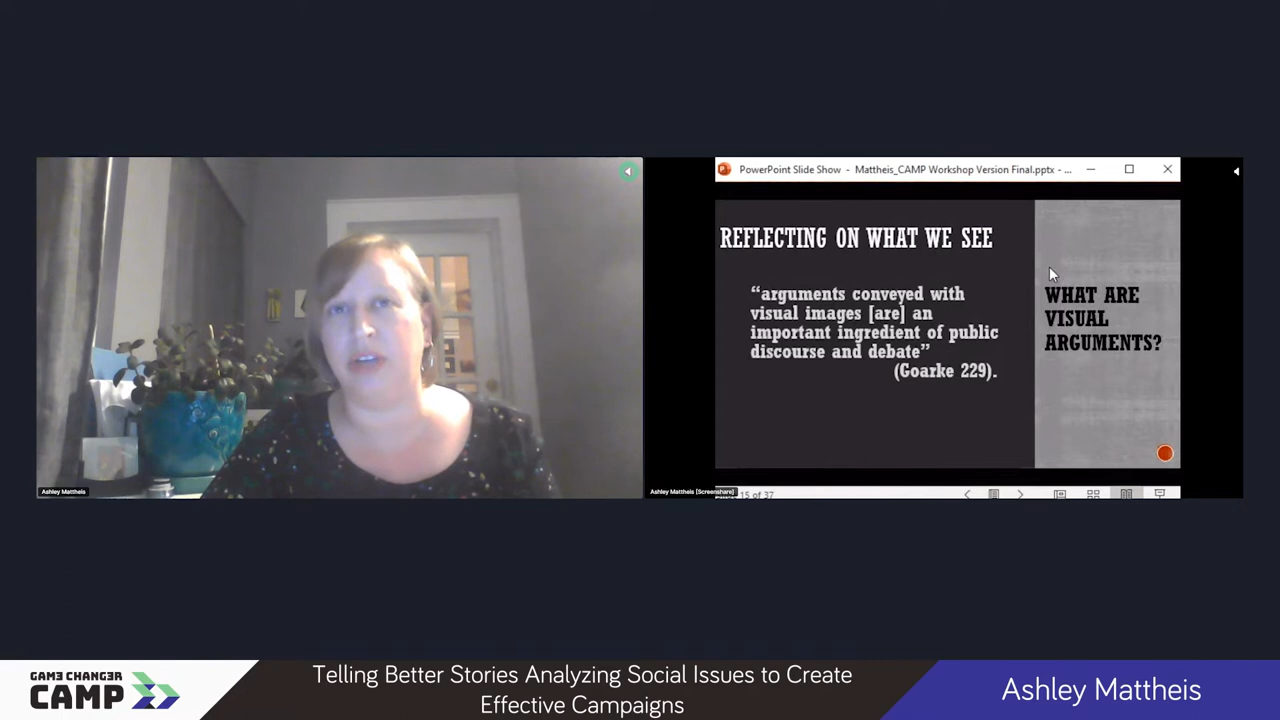 PowerPoint Slide Show - Mattheis_CAMP Workshop Version Final.pptx - ...
REFLECTING ON WHAT WE SEE
“arguments conveyed with
visual images [are] an
important ingredient of public
discourse and debate”
(Goarke 229).
WHAT ARE
VISUAL
ARGUMENTS?
Ashley Mattheis
Ashley Mattheis [Screenshare]
15 of 37
GAME CHANGER
CAMP
Telling Better Stories Analyzing Social Issues to Create
Effective Campaigns
Ashley Mattheis